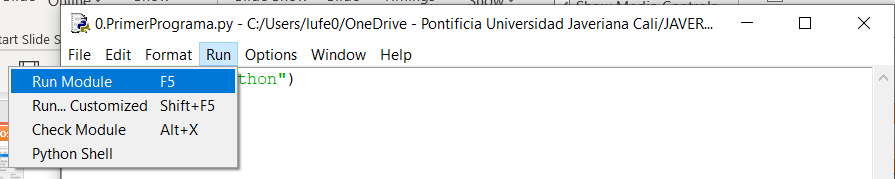 0.PrimerPrograma.py - C:/Users/lufe0/OneDrive - Pontificia Universidad Javeriana Cali/JAVER...
File Edit Format Run Options Window Help
tart Slide S
thon")
Run Module F5
Run... Customized Shift+F5
Check Module Alt+X
Python Shell